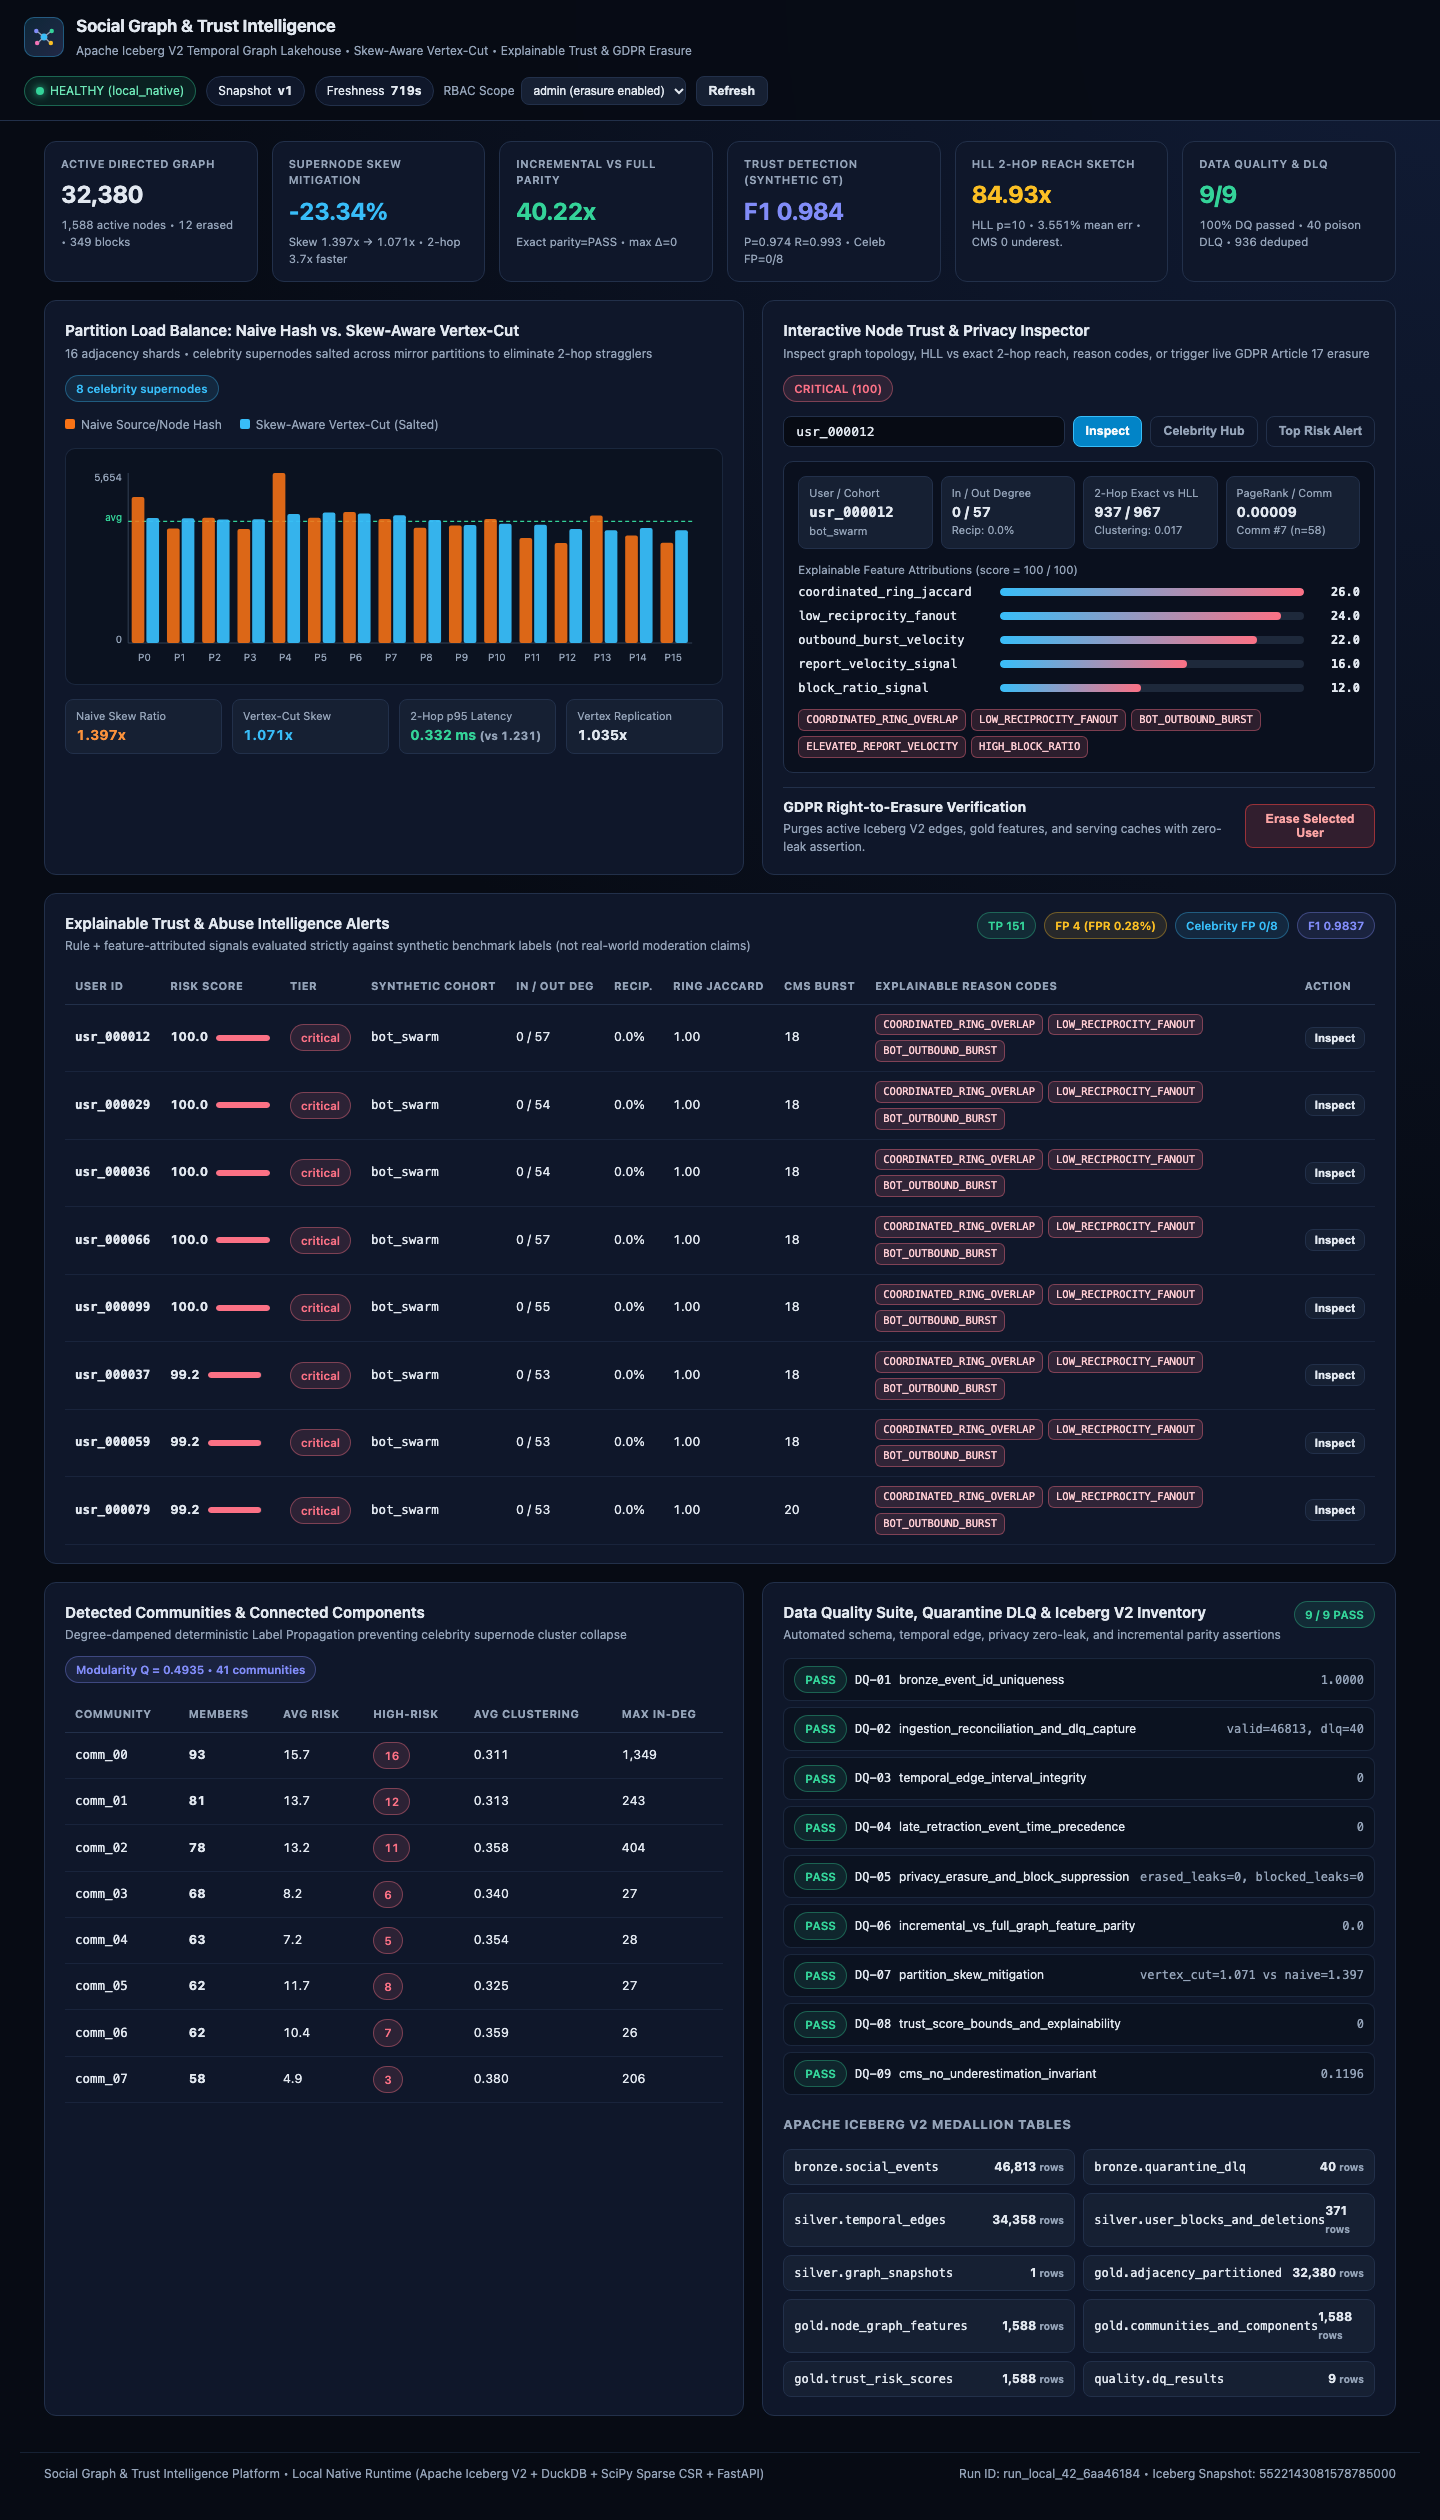 Social Graph & Trust Intelligence
Apache Iceberg V2 Temporal Graph Lakehouse • Skew-Aware Vertex-Cut • Explainable Trust & GDPR Erasure
HEALTHY (local_native)
Snapshot v1
Freshness 719s
RBAC Scope
admin (erasure enabled)
Refresh
ACTIVE DIRECTED GRAPH
32,380
1,588 active nodes • 12 erased
• 349 blocks
SUPERNODE SKEW
MITIGATION
-23.34%
Skew 1.397x → 1.071x • 2-hop
3.7x faster
INCREMENTAL VS FULL
PARITY
40.22x
Exact parity=PASS • max Δ=0
TRUST DETECTION
(SYNTHETIC GT)
F1 0.984
P=0.974 R=0.993 • Celeb
FP=0/8
HLL 2-HOP REACH SKETCH
84.93x
HLL p=10 • 3.551% mean err •
CMS 0 underest.
DATA QUALITY & DLQ
9/9
100% DQ passed • 40 poison
DLQ • 936 deduped
Partition Load Balance: Naive Hash vs. Skew-Aware Vertex-Cut
16 adjacency shards • celebrity supernodes salted across mirror partitions to eliminate 2-hop stragglers
8 celebrity supernodes
Naive Source/Node Hash
Skew-Aware Vertex-Cut (Salted)
5,654
avg
0
P0 P1 P2 P3 P4 P5 P6 P7 P8 P9 P10 P11 P12 P13 P14 P15
Naive Skew Ratio
1.397x
Vertex-Cut Skew
1.071x
2-Hop p95 Latency
0.332 ms (vs 1.231)
Vertex Replication
1.035x
Interactive Node Trust & Privacy Inspector
Inspect graph topology, HLL vs exact 2-hop reach, reason codes, or trigger live GDPR Article 17 erasure
CRITICAL (100)
usr_000012
Inspect
Celebrity Hub
Top Risk Alert
User / Cohort
usr_000012
bot_swarm
In / Out Degree
0 / 57
Recip: 0.0%
2-Hop Exact vs HLL
937 / 967
Clustering: 0.017
PageRank / Comm
0.00009
Comm #7 (n=58)
Explainable Feature Attributions (score = 100 / 100)
coordinated_ring_jaccard 26.0
low_reciprocity_fanout 24.0
outbound_burst_velocity 22.0
report_velocity_signal 16.0
block_ratio_signal 12.0
COORDINATED_RING_OVERLAP LOW_RECIPROCITY_FANOUT BOT_OUTBOUND_BURST
ELEVATED_REPORT_VELOCITY HIGH_BLOCK_RATIO
GDPR Right-to-Erasure Verification
Purges active Iceberg V2 edges, gold features, and serving caches with zero-
leak assertion.
Erase Selected
User
Explainable Trust & Abuse Intelligence Alerts
Rule + feature-attributed signals evaluated strictly against synthetic benchmark labels (not real-world moderation claims)
TP 151
FP 4 (FPR 0.28%)
Celebrity FP 0/8
F1 0.9837
USER ID RISK SCORE TIER SYNTHETIC COHORT IN / OUT DEG RECIP. RING JACCARD CMS BURST EXPLAINABLE REASON CODES ACTION
usr_000012 100.0 critical bot_swarm 0 / 57 0.0% 1.00 18 COORDINATED_RING_OVERLAP LOW_RECIPROCITY_FANOUT Inspect
BOT_OUTBOUND_BURST
usr_000029 100.0 critical bot_swarm 0 / 54 0.0% 1.00 18 COORDINATED_RING_OVERLAP LOW_RECIPROCITY_FANOUT Inspect
BOT_OUTBOUND_BURST
usr_000036 100.0 critical bot_swarm 0 / 54 0.0% 1.00 18 COORDINATED_RING_OVERLAP LOW_RECIPROCITY_FANOUT Inspect
BOT_OUTBOUND_BURST
usr_000066 100.0 critical bot_swarm 0 / 57 0.0% 1.00 18 COORDINATED_RING_OVERLAP LOW_RECIPROCITY_FANOUT Inspect
BOT_OUTBOUND_BURST
usr_000099 100.0 critical bot_swarm 0 / 55 0.0% 1.00 18 COORDINATED_RING_OVERLAP LOW_RECIPROCITY_FANOUT Inspect
BOT_OUTBOUND_BURST
usr_000037 99.2 critical bot_swarm 0 / 53 0.0% 1.00 18 COORDINATED_RING_OVERLAP LOW_RECIPROCITY_FANOUT Inspect
BOT_OUTBOUND_BURST
usr_000059 99.2 critical bot_swarm 0 / 53 0.0% 1.00 18 COORDINATED_RING_OVERLAP LOW_RECIPROCITY_FANOUT Inspect
BOT_OUTBOUND_BURST
usr_000079 99.2 critical bot_swarm 0 / 53 0.0% 1.00 20 COORDINATED_RING_OVERLAP LOW_RECIPROCITY_FANOUT Inspect
BOT_OUTBOUND_BURST
Detected Communities & Connected Components
Degree-dampened deterministic Label Propagation preventing celebrity supernode cluster collapse
Modularity Q = 0.4935 • 41 communities
COMMUNITY MEMBERS AVG RISK HIGH-RISK AVG CLUSTERING MAX IN-DEG
comm_00 93 15.7 16 0.311 1,349
comm_01 81 13.7 12 0.313 243
comm_02 78 13.2 11 0.358 404
comm_03 68 8.2 6 0.340 27
comm_04 63 7.2 5 0.354 28
comm_05 62 11.7 8 0.325 27
comm_06 62 10.4 7 0.359 26
comm_07 58 4.9 3 0.380 206
Data Quality Suite, Quarantine DLQ & Iceberg V2 Inventory
Automated schema, temporal edge, privacy zero-leak, and incremental parity assertions
9 / 9 PASS
PASS DQ-01 bronze_event_id_uniqueness 1.0000
PASS DQ-02 ingestion_reconciliation_and_dlq_capture valid=46813, dlq=40
PASS DQ-03 temporal_edge_interval_integrity 0
PASS DQ-04 late_retraction_event_time_precedence 0
PASS DQ-05 privacy_erasure_and_block_suppression erased_leaks=0, blocked_leaks=0
PASS DQ-06 incremental_vs_full_graph_feature_parity 0.0
PASS DQ-07 partition_skew_mitigation vertex_cut=1.071 vs naive=1.397
PASS DQ-08 trust_score_bounds_and_explainability 0
PASS DQ-09 cms_no_underestimation_invariant 0.1196
APACHE ICEBERG V2 MEDALLION TABLES
bronze.social_events 46,813 rows
bronze.quarantine_dlq 40 rows
silver.temporal_edges 34,358 rows
silver.user_blocks_and_deletions 371
rows
silver.graph_snapshots 1 rows
gold.adjacency_partitioned 32,380 rows
gold.node_graph_features 1,588 rows
gold.communities_and_components 1,588
rows
gold.trust_risk_scores 1,588 rows
quality.dq_results 9 rows
Social Graph & Trust Intelligence Platform • Local Native Runtime (Apache Iceberg V2 + DuckDB + SciPy Sparse CSR + FastAPI)
Run ID: run_local_42_6aa46184 • Iceberg Snapshot: 5522143081578785000